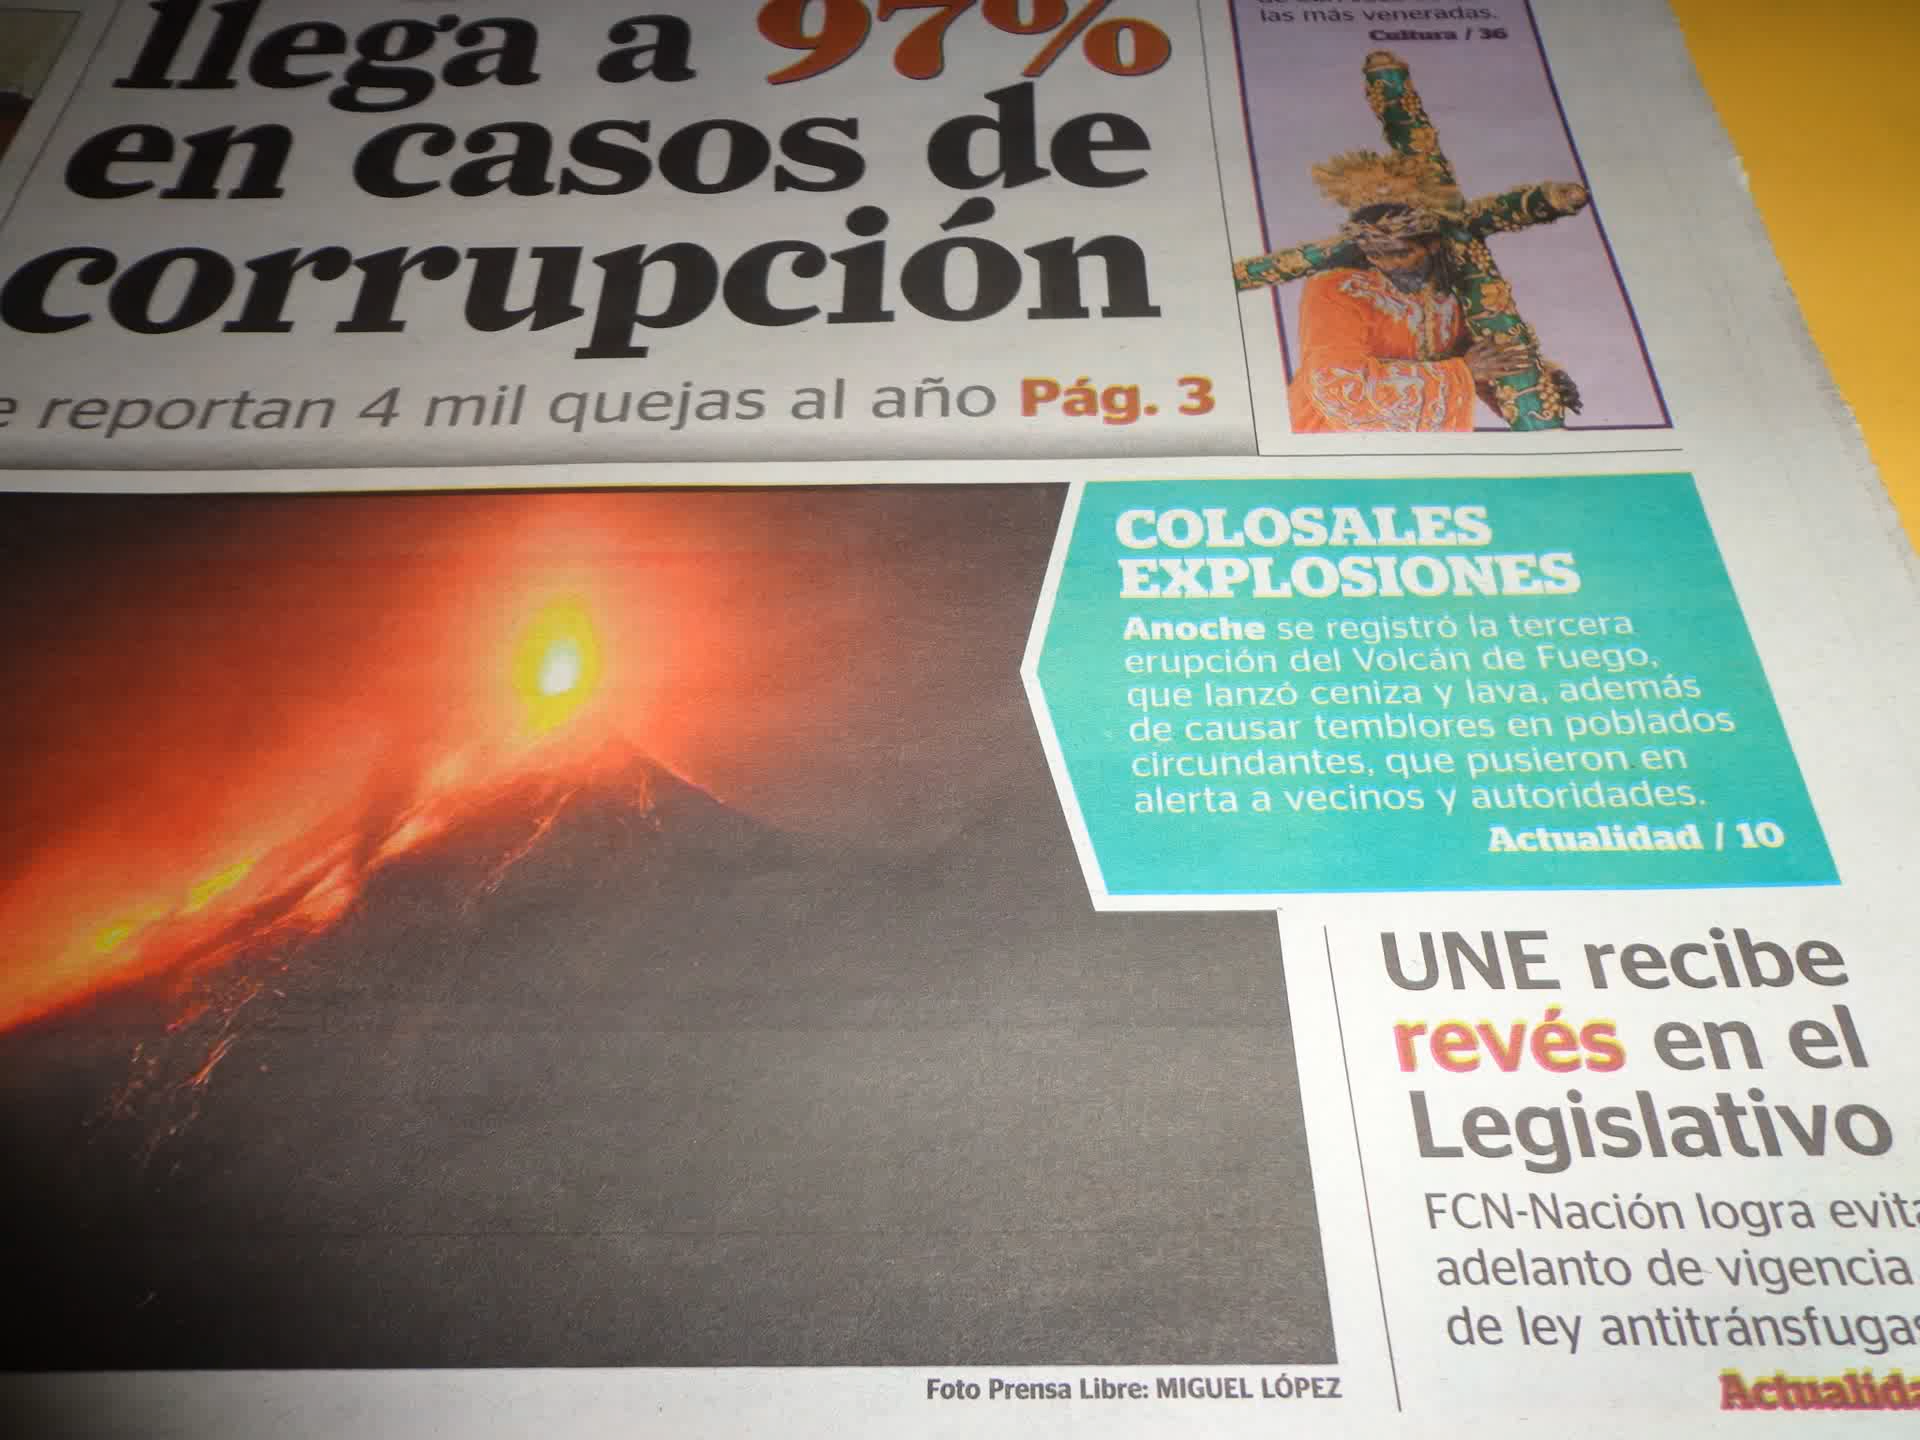 llega a 97%
en casos de
corrupción
e reportan 4 mil quejas al año Pág. 3
las más veneradas.
Cultura / 36
COLOSALES
EXPLOSIONES
Anoche se registró la tercera
erupción del Volcán de Fuego,
que lanzó ceniza y lava, además
de causar temblores en poblados
circundantes, que pusieron en
alerta a vecinos y autoridades.
Actualidad / 10
UNE recibe
revés en el
Legislativo
FCN-Nación logra evita
adelanto de vigencia
de ley antitránsfugas
Actualida
Foto Prensa Libre: MIGUEL LÓPEZ